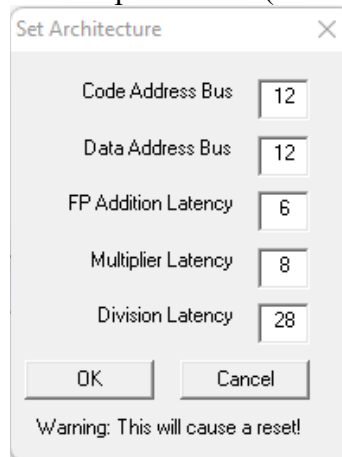 Set Architecture
Code Address Bus 12
Data Address Bus 12
FP Addition Latency 6
Multiplier Latency 8
Division Latency 28
OK Cancel
Warning: This will cause a reset!